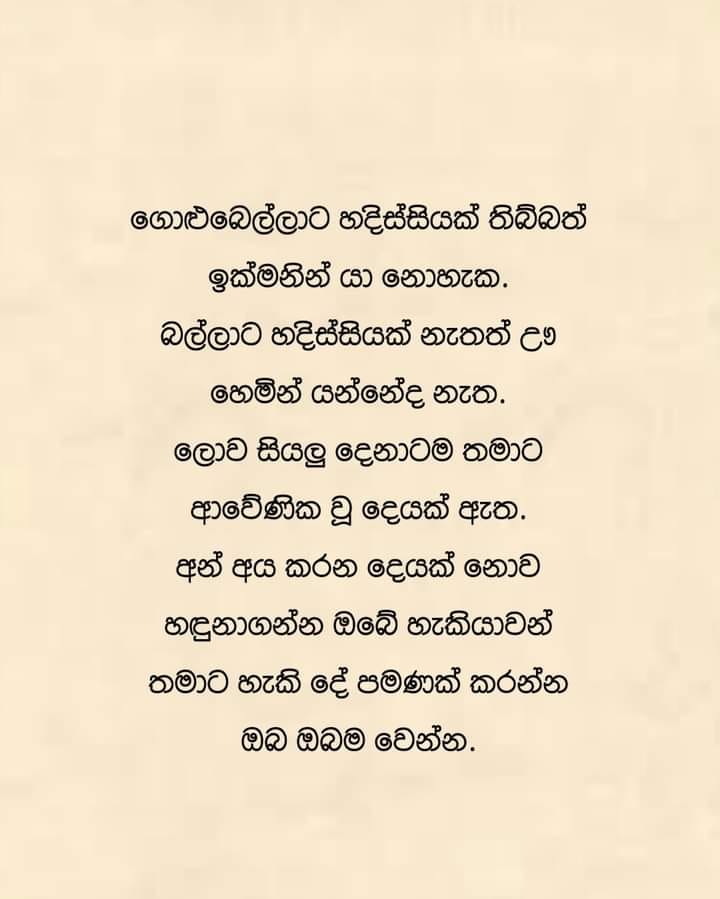 ගොළුබෙල්ලාට හදිස්සියක් තිබ්බත්
ඉක්මනින් යා නොහැක.
බල්ලාට හදිස්සියක් නැතත් ඌ
හෙමින් යන්නේද නැත.
ලොව සියලු දෙනාටම තමාට
ආවේණික වූ දෙයක් ඇත.
අන් අය කරන දෙයක් නොව
හඳුනාගන්න ඔබේ හැකියාවන්
තමාට හැකි දේ පමණක් කරන්න
ඔබ ඔබම වෙන්න.